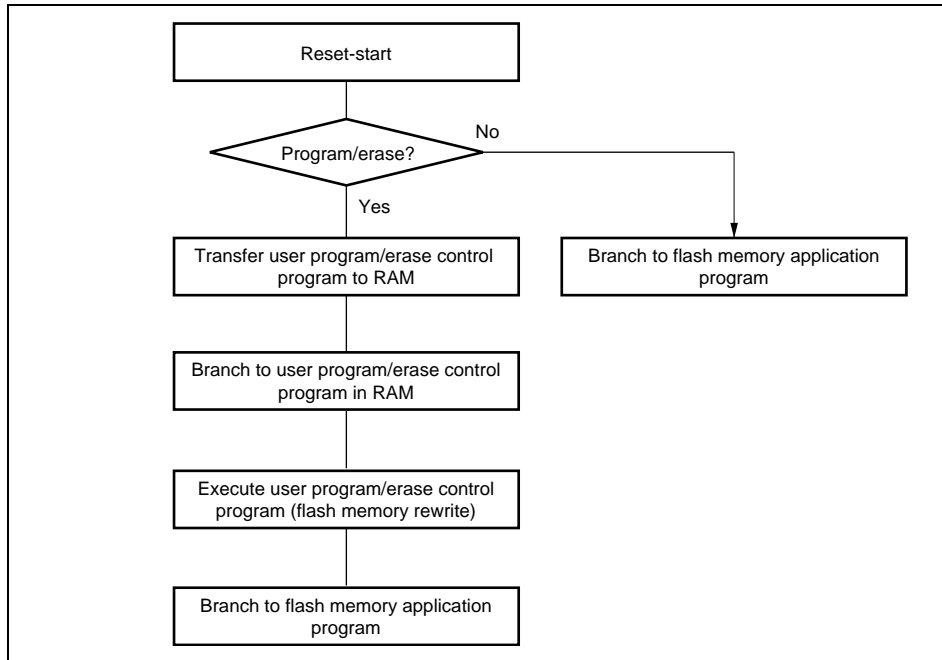 Reset-start
Program/erase?
No
Yes
Transfer user program/erase control
program to RAM
Branch to flash memory application
program
Branch to user program/erase control
program in RAM
Execute user program/erase control
program (flash memory rewrite)
Branch to flash memory application
program